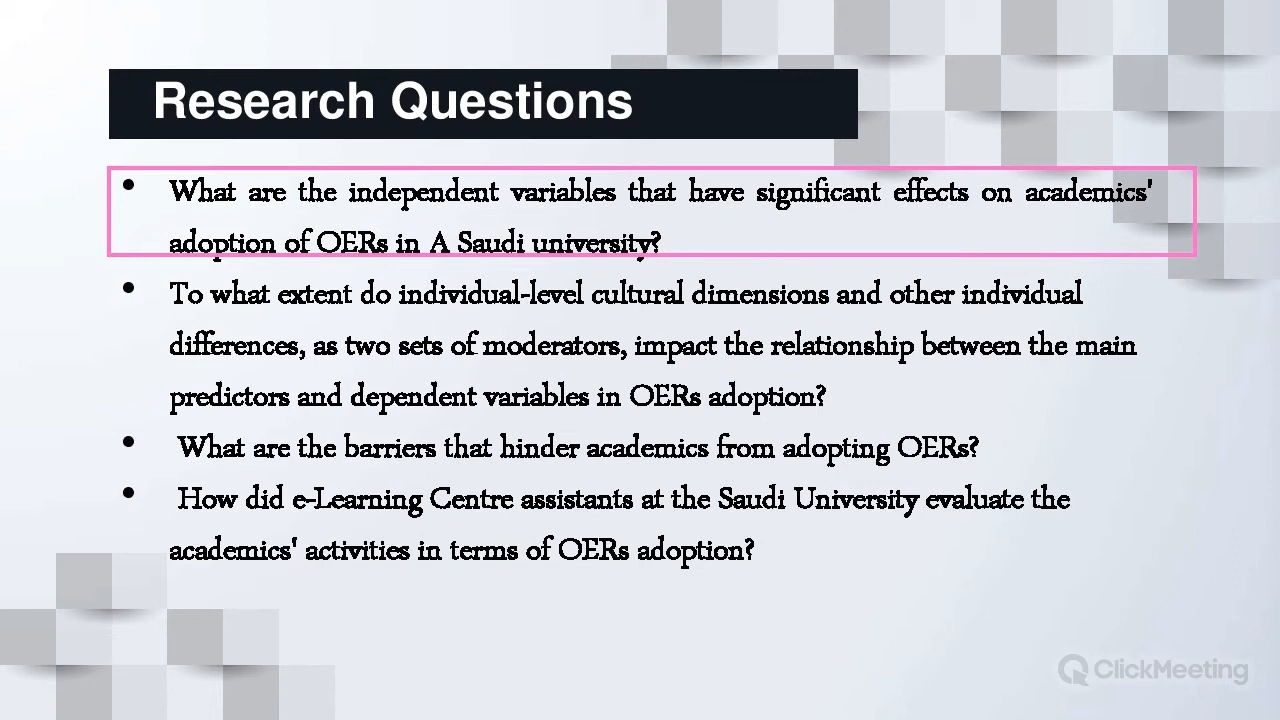 Research Questions
• What are the independent variables that have significant effects on academics'
adoption of OERs in A Saudi university?
• To what extent do individual-level cultural dimensions and other individual
differences, as two sets of moderators, impact the relationship between the main
predictors and dependent variables in OERs adoption?
• What are the barriers that hinder academics from adopting OERs?
• How did e-Learning Centre assistants at the Saudi University evaluate the
academics' activities in terms of OERs adoption?
ClickMeeting